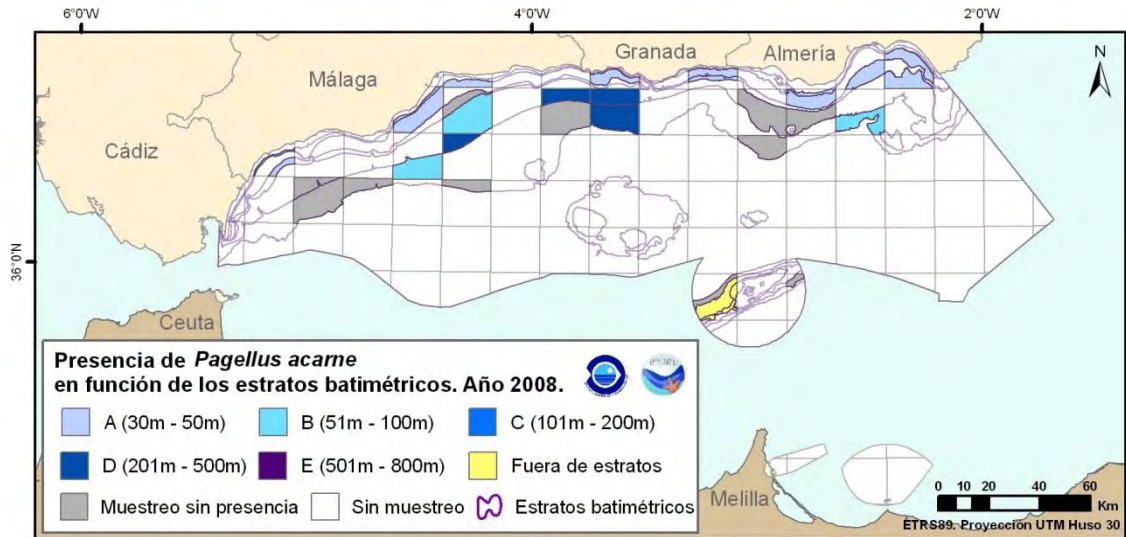 6°0'W
4°0'W
2°0'W
Granada
Almería
Málaga
Cádiz
N
36°0'N
Ceuta
Presencia de Pagellus acarne
en función de los estratos batimétricos. Año 2008.
A (30m - 50m)
B (51m - 100m)
C (101m - 200m)
D (201m - 500m)
E (501m - 800m)
Fuera de estratos
Muestreo sin presencia
Sin muestreo
Estratos batimétricos
Melilla
0 10 20 40 60
Km
ETRS89. Proyección UTM Huso 30